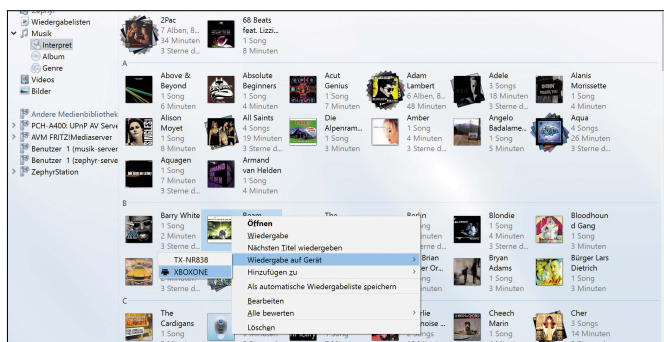 Zephyr
Wiedergabelisten
Musik
Interpret
Album
Genre
Videos
Bilder
Andere Medienbibliothek
PCH-A400: UPnP AV Serve
AVM FRITZ!Mediaserver
Benutzer 1 (musik-server
Benutzer 1 (zephyr-serve
ZephyrStation
2Pac
7 Alben, 8...
34 Minuten
3 Sterne d...
68 Beats
feat. Lizzi...
1 Song
8 Minuten
A
Above &
Beyond
1 Song
6 Minuten
Absolute
Beginners
1 Song
4 Minuten
Acut
Genius
1 Song
7 Minuten
Adam
Lambert
6 Alben, 8...
48 Minuten
Adele
3 Songs
18 Minuten
3 Sterne d...
Alanis
Morissette
1 Song
4 Minuten
Alison
Moyet
1 Song
8 Minuten
All Saints
4 Songs
19 Minuten
3 Sterne d...
Die
Alpenram...
1 Song
3 Minuten
Amber
1 Song
4 Minuten
3 Sterne d...
Angelo
Badalame...
1 Song
5 Minuten
Aqua
4 Songs
26 Minuten
3 Sterne d...
Aquagen
1 Song
7 Minuten
3 Sterne d...
Armand
van Helden
1 Song
4 Minuten
B
Barry White
1 Song
2 Minuten
3 Sterne d...
Blondie
1 Song
4 Minuten
3 Sterne d...
Bloodhoun
d Gang
1 Song
3 Minuten
Bryan
Adams
1 Song
3 Minuten
Bürger Lars
Dietrich
1 Song
3 Minuten
3 Sterne d...
Öffnen
Wiedergabe
Nächsten Titel wiedergeben
Wiedergabe auf Gerät
Hinzufügen zu
Als automatische Wiedergabeliste speichern
Bearbeiten
Alle bewerten
Löschen
TX-NR838
XBOXONE
C
The
Cardigans
1 Song
Cheech
Marin
1 Song
Cher
3 Songs
14 Minuten